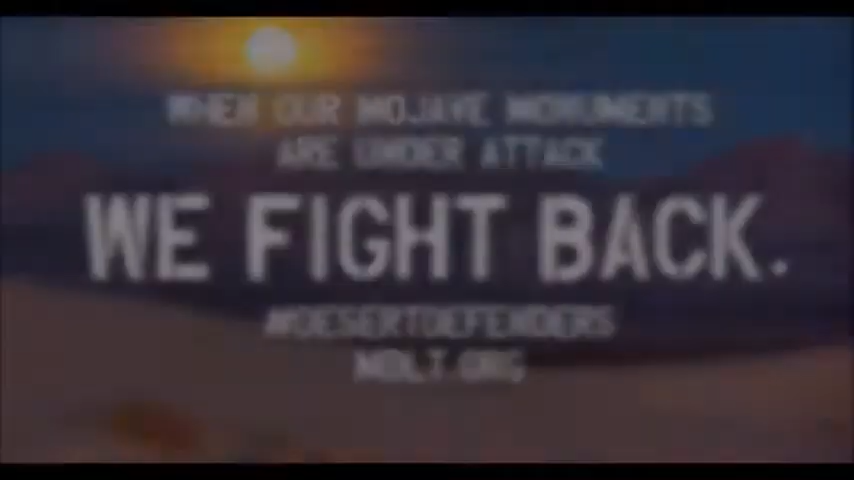 WHEN OUR MOJAVE MONUMENTS
ARE UNDER ATTACK
WE FIGHT BACK.
#DESERTDEFENDERS
MDLT.ORG